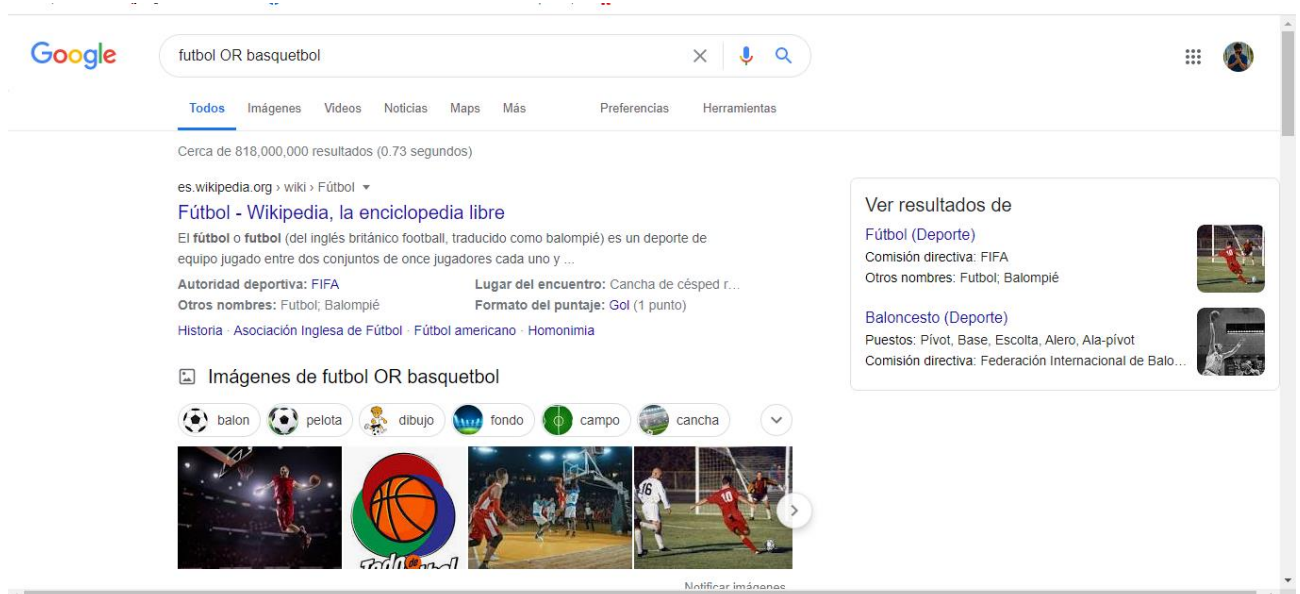 Google
futbol OR basquetbol
Todos Imágenes Videos Noticias Maps Más Preferencias Herramientas
Cerca de 818,000,000 resultados (0.73 segundos)
es.wikipedia.org › wiki › Fútbol
Fútbol - Wikipedia, la enciclopedia libre
El fútbol o futbol (del inglés británico football, traducido como balompié) es un deporte de
equipo jugado entre dos conjuntos de once jugadores cada uno y ...
Autoridad deportiva: FIFA Lugar del encuentro: Cancha de césped r...
Otros nombres: Futbol; Balompié Formato del puntaje: Gol (1 punto)
Historia · Asociación Inglesa de Fútbol · Fútbol americano · Homonimia
Imágenes de futbol OR basquetbol
balon pelota dibujo fondo campo cancha
16
10
Notificar imágenes
Ver resultados de
Fútbol (Deporte)
Comisión directiva: FIFA
Otros nombres: Futbol; Balompié
Baloncesto (Deporte)
Puestos: Pívot, Base, Escolta, Alero, Ala-pívot
Comisión directiva: Federación Internacional de Balo...